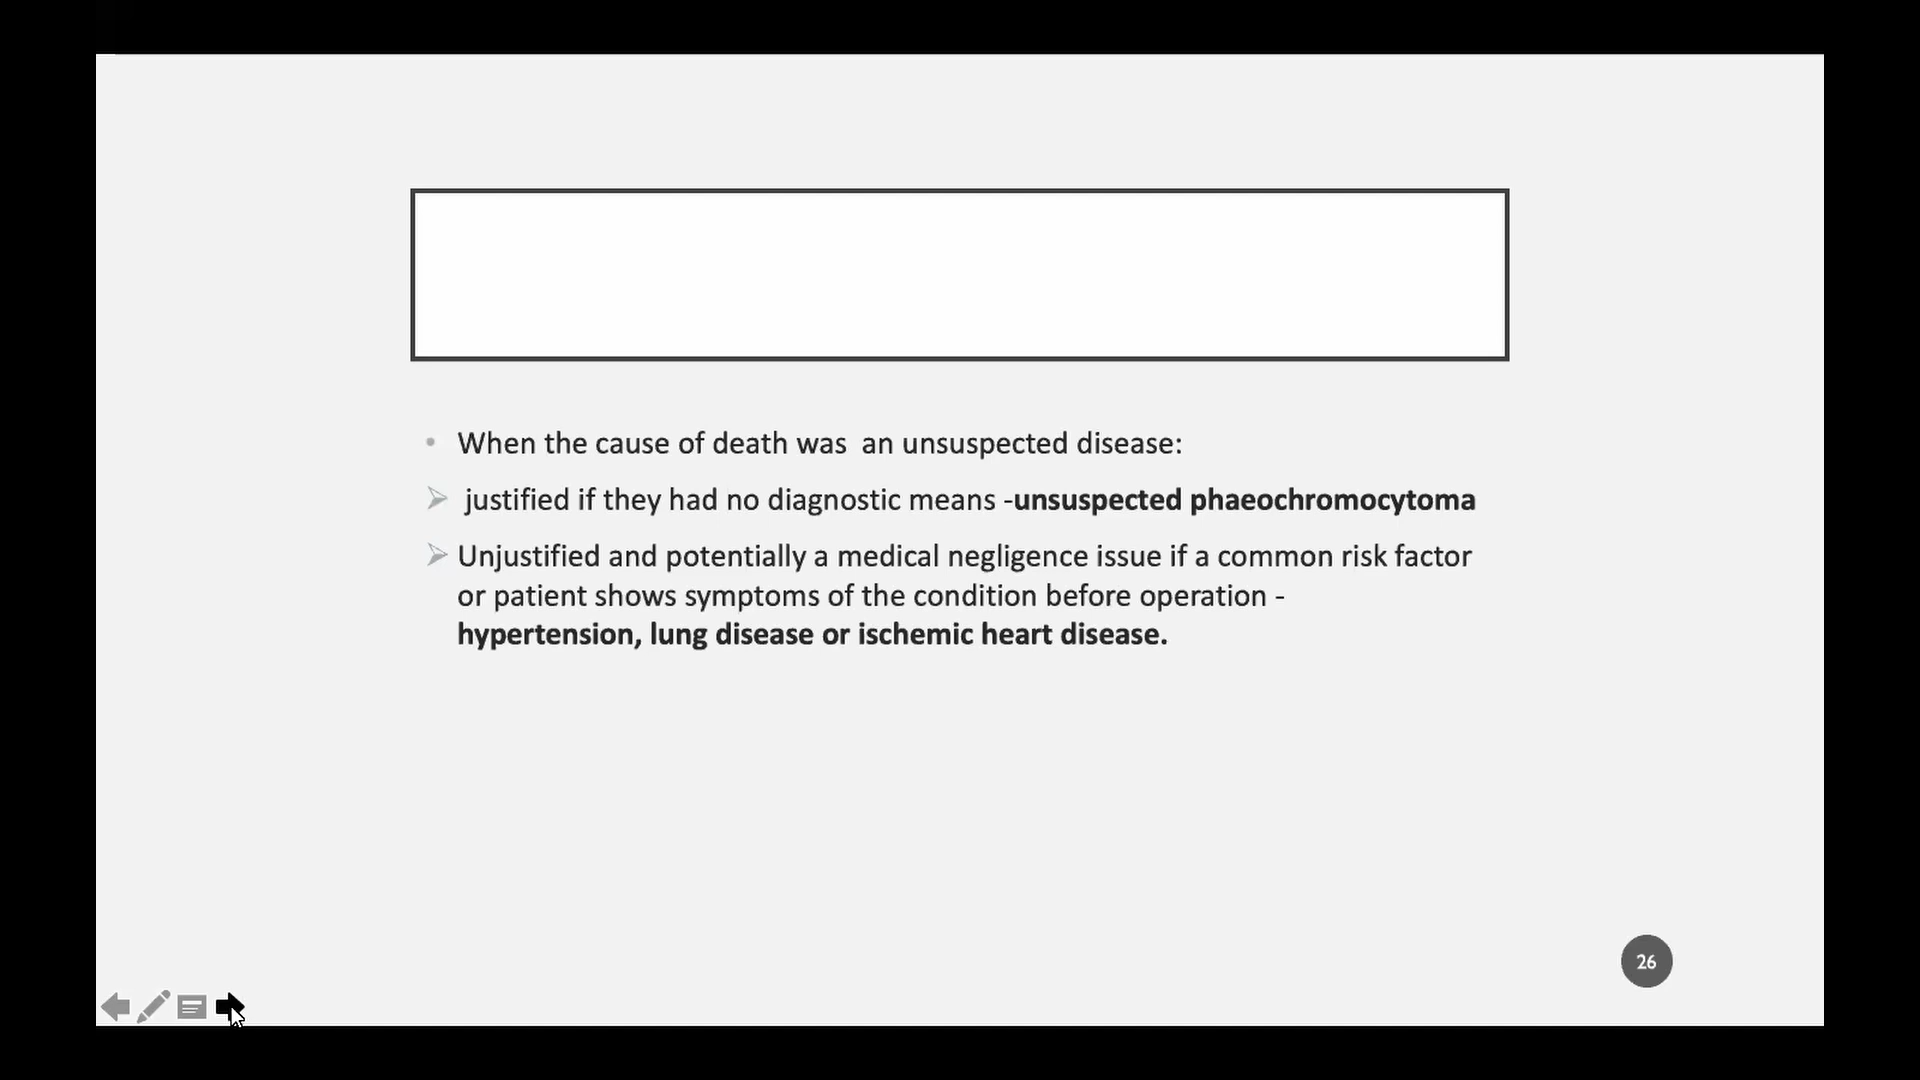 When the cause of death was  an unsuspected disease:
justified if they had no diagnostic means -unsuspected phaeochromocytoma
Unjustified and potentially a medical negligence issue if a common risk factor
or patient shows symptoms of the condition before operation -
hypertension, lung disease or ischemic heart disease.
26